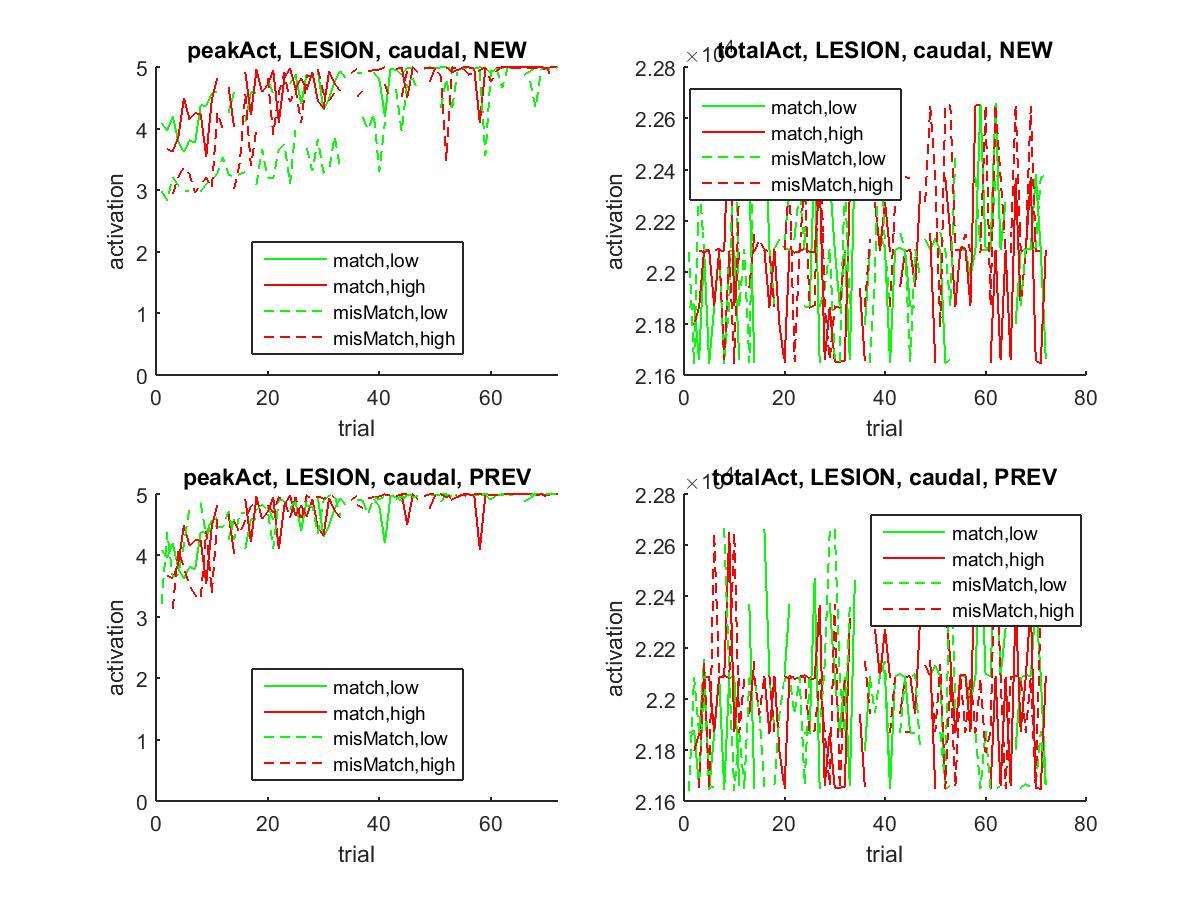 peakAct, LESION, caudal, NEW
5
4
3
2
1
0
activation
match,low
match,high
misMatch,low
misMatch,high
0 20 40 60
trial
totalAct, LESION, caudal, NEW
×10⁴
2.28
2.26
2.24
2.22
2.2
2.18
2.16
activation
match,low
match,high
misMatch,low
misMatch,high
0 20 40 60 80
trial
peakAct, LESION, caudal, PREV
5
4
3
2
1
0
activation
match,low
match,high
misMatch,low
misMatch,high
0 20 40 60
trial
totalAct, LESION, caudal, PREV
×10⁴
2.28
2.26
2.24
2.22
2.2
2.18
2.16
activation
match,low
match,high
misMatch,low
misMatch,high
0 20 40 60 80
trial